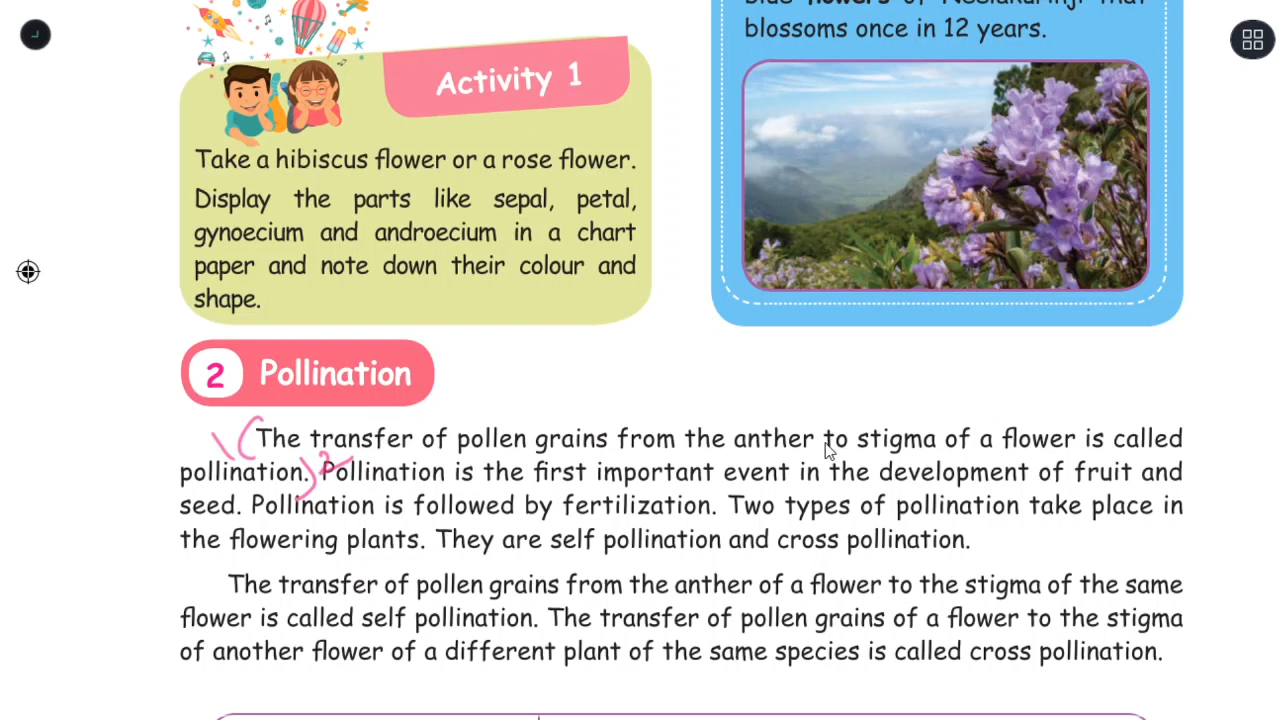 blossoms once in 12 years.
Activity 1
Take a hibiscus flower or a rose flower.
Display the parts like sepal, petal,
gynoecium and androecium in a chart
paper and note down their colour and
shape.
2 Pollination
1
The transfer of pollen grains from the anther to stigma of a flower is called
2
pollination. Pollination is the first important event in the development of fruit and
seed. Pollination is followed by fertilization. Two types of pollination take place in
the flowering plants. They are self pollination and cross pollination.
The transfer of pollen grains from the anther of a flower to the stigma of the same
flower is called self pollination. The transfer of pollen grains of a flower to the stigma
of another flower of a different plant of the same species is called cross pollination.